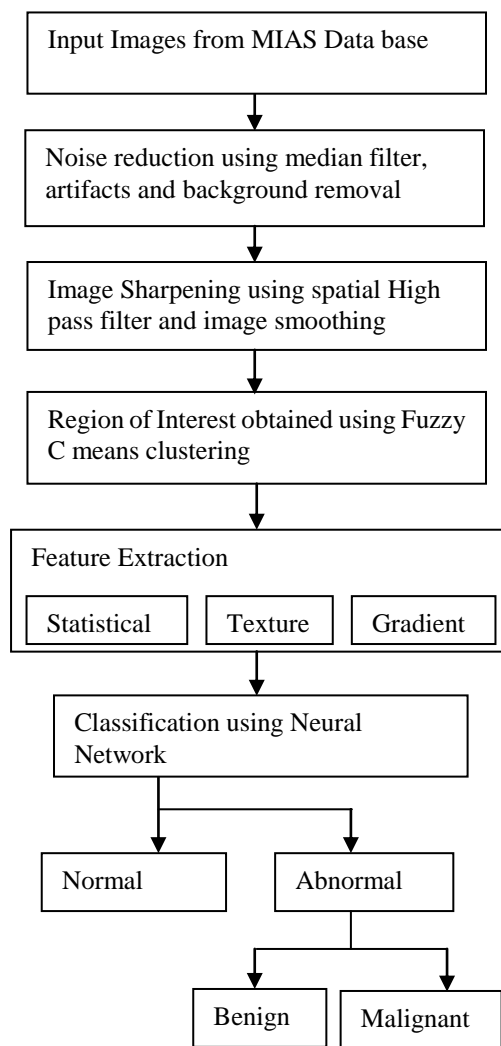 Input Images from MIAS Data base
Noise reduction using median filter,
artifacts and background removal
Image Sharpening using spatial High
pass filter and image smoothing
Region of Interest obtained using Fuzzy
C means clustering
Feature Extraction
Statistical
Texture
Gradient
Classification using Neural
Network
Normal
Abnormal
Benign
Malignant